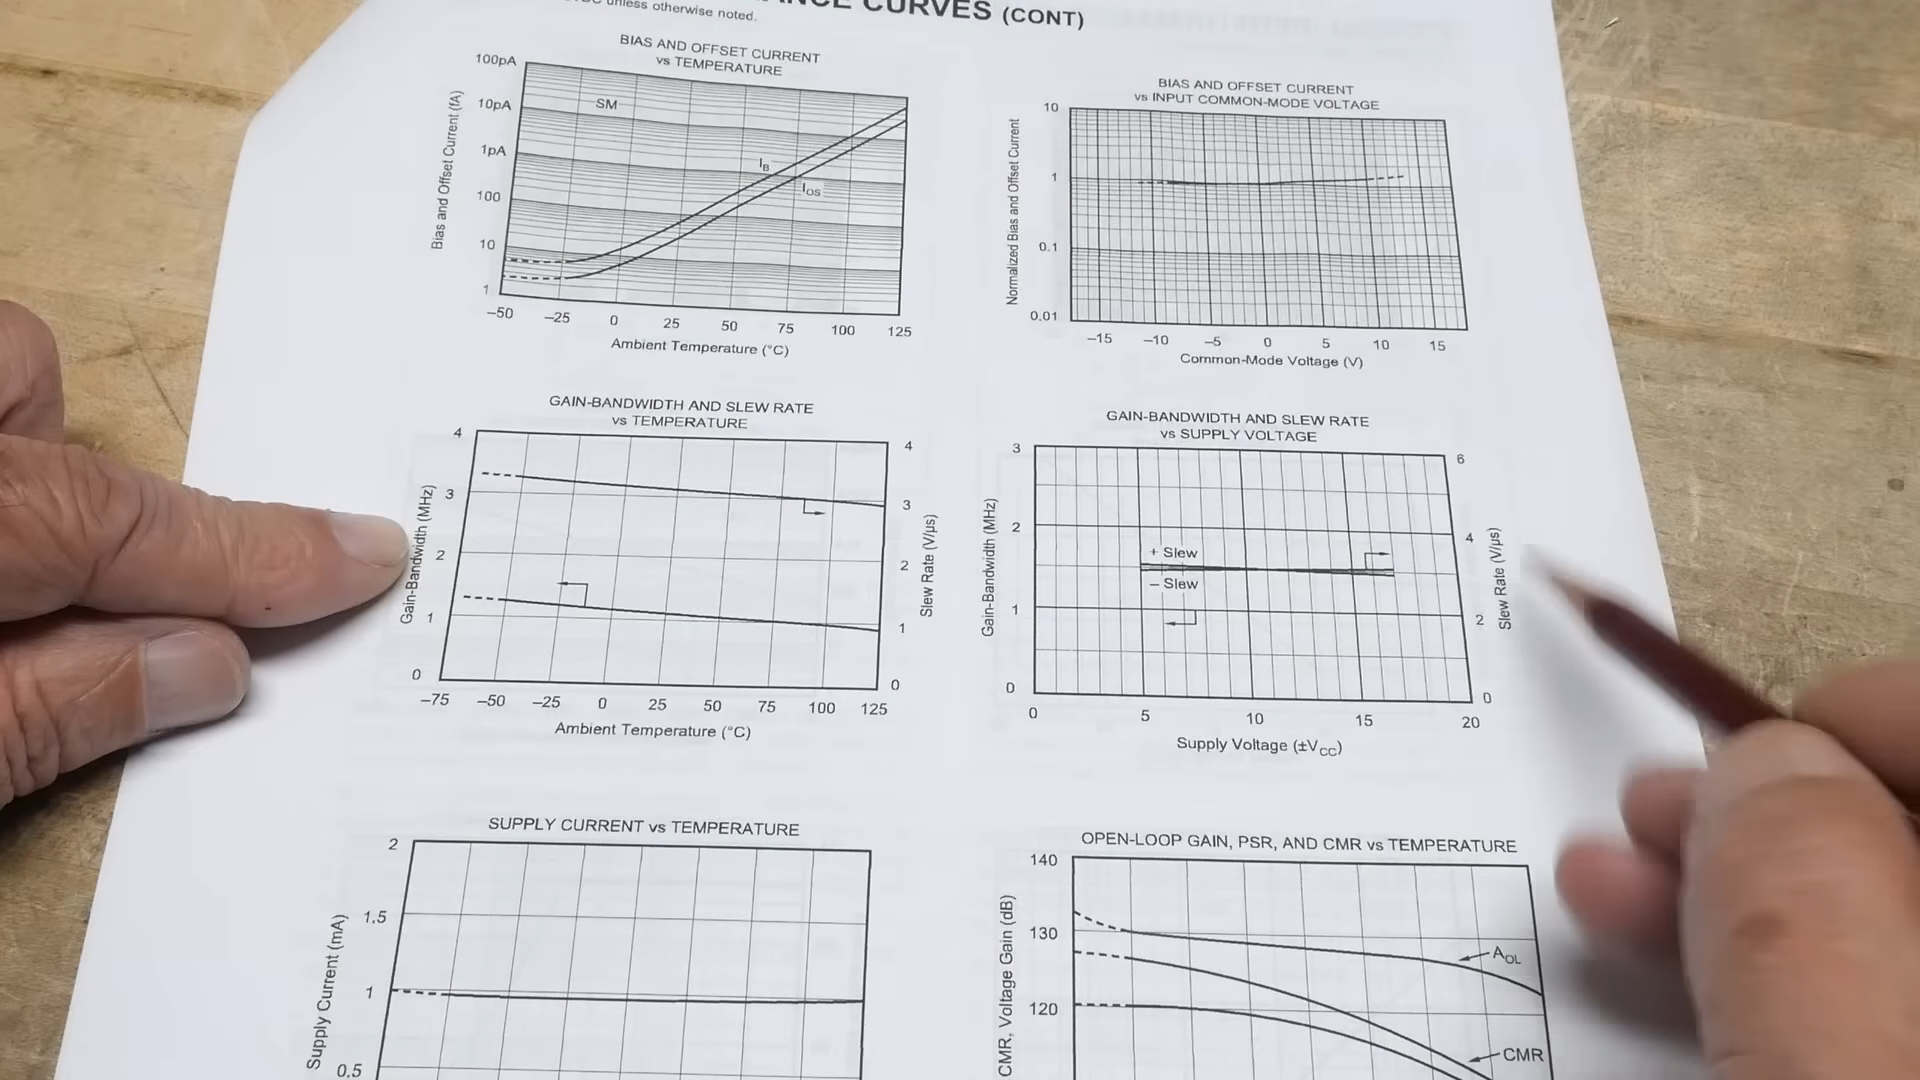 CURVES (CONT)
unless otherwise noted.
BIAS AND OFFSET CURRENT
vs TEMPERATURE
100pA
10pA
1pA
100
10
1
Bias and Offset Current (fA)
SM
IB
IOS
–50 –25 0 25 50 75 100 125
Ambient Temperature (°C)
BIAS AND OFFSET CURRENT
vs INPUT COMMON-MODE VOLTAGE
10
1
0.1
0.01
Normalized Bias and Offset Current
–15 –10 –5 0 5 10 15
Common-Mode Voltage (V)
GAIN-BANDWIDTH AND SLEW RATE
vs TEMPERATURE
4
3
2
1
0
Gain-Bandwidth (MHz)
4
3
2
1
0
Slew Rate (V/µs)
–75 –50 –25 0 25 50 75 100 125
Ambient Temperature (°C)
GAIN-BANDWIDTH AND SLEW RATE
vs SUPPLY VOLTAGE
3
2
1
0
Gain-Bandwidth (MHz)
+ Slew
– Slew
6
4
2
0
Slew Rate (V/µs)
0 5 10 15 20
Supply Voltage (±VCC)
SUPPLY CURRENT vs TEMPERATURE
2
1.5
1
0.5
Supply Current (mA)
OPEN-LOOP GAIN, PSR, AND CMR vs TEMPERATURE
140
130
120
CMR, Voltage Gain (dB)
AOL
CMR